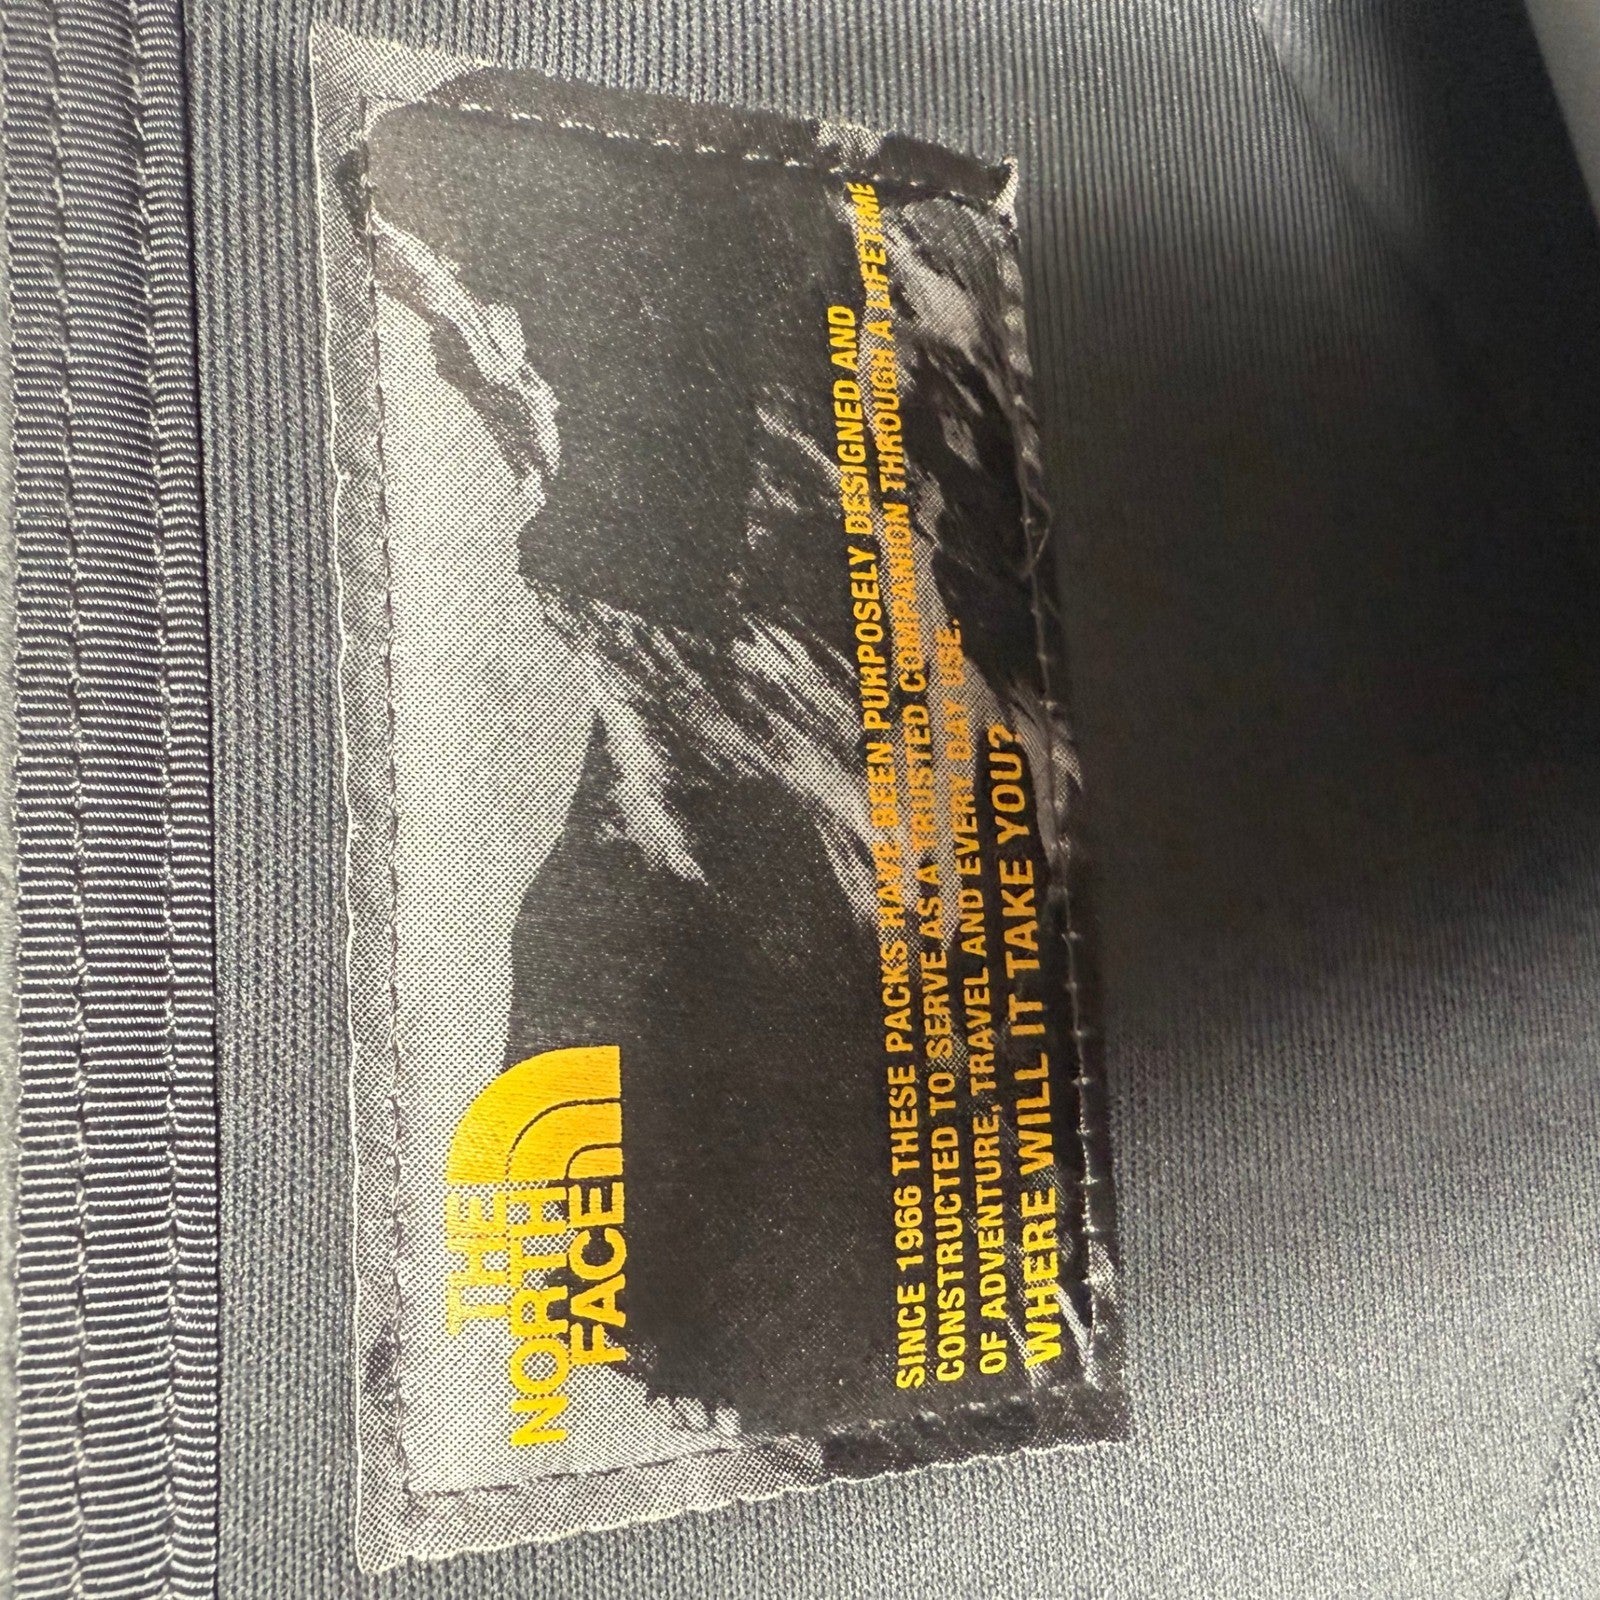 THE
NORTH
FACE
SINCE 1966 THESE PACKS HAVE BEEN PURPOSELY DESIGNED AND
CONSTRUCTED TO SERVE AS A TRUSTED COMPANION THROUGH A LIFETIME
OF ADVENTURE, TRAVEL AND EVERY DAY USE.
WHERE WILL IT TAKE YOU?